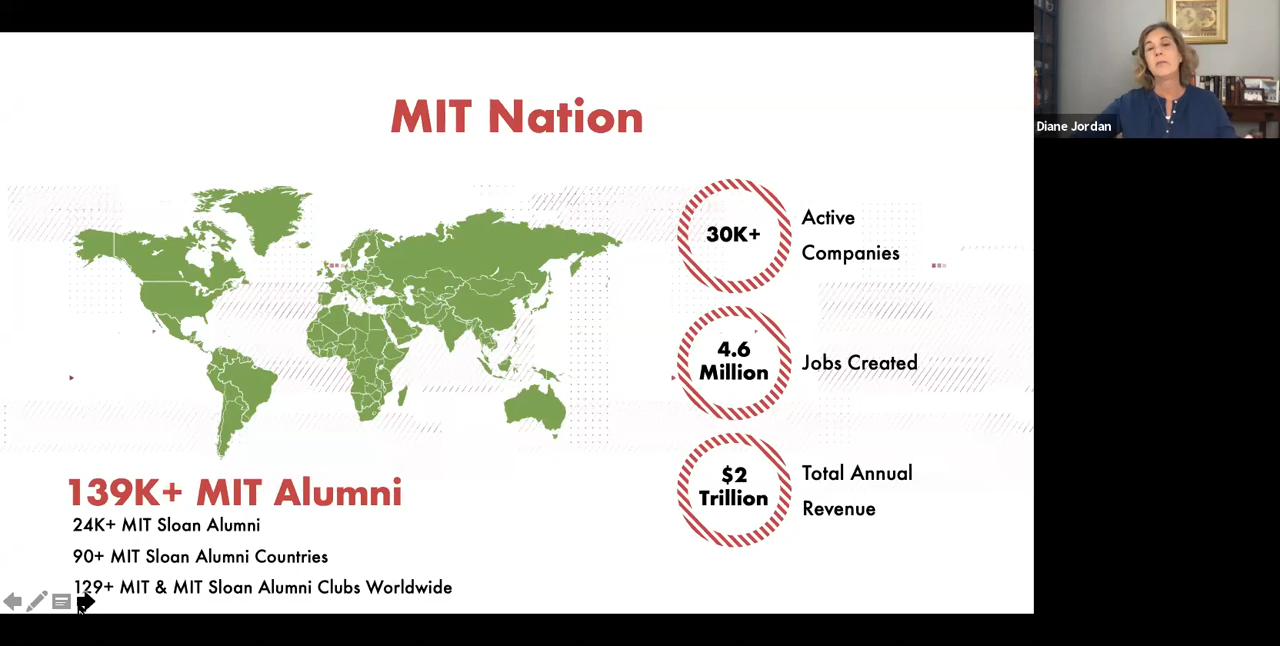 MIT Nation
30K+
Active
Companies
4.6
Million
Jobs Created
$2
Trillion
Total Annual
Revenue
139K+ MIT Alumni
24K+ MIT Sloan Alumni
90+ MIT Sloan Alumni Countries
129+ MIT & MIT Sloan Alumni Clubs Worldwide
Diane Jordan